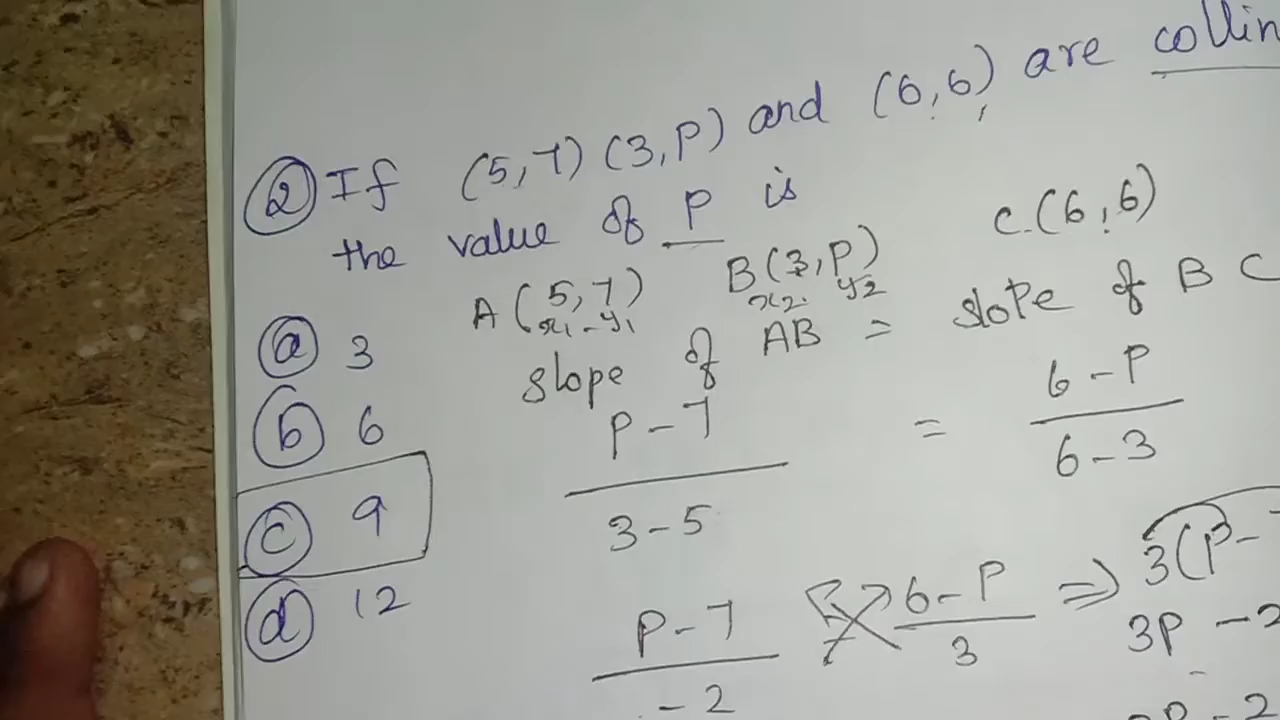 ② If (5,7) (3,P) and (6,6) are collin
the value of P is
A (5,7) B(3,P) C.(6,6)
x₁-y₁ x₂. y₂
ⓐ 3
slope of AB = slope of BC
ⓑ 6
P-7 = 6-P
3-5 6-3
ⓒ 9
ⓓ 12
P-7 6-P ⇒ 3(P-
-2 3 3P-2